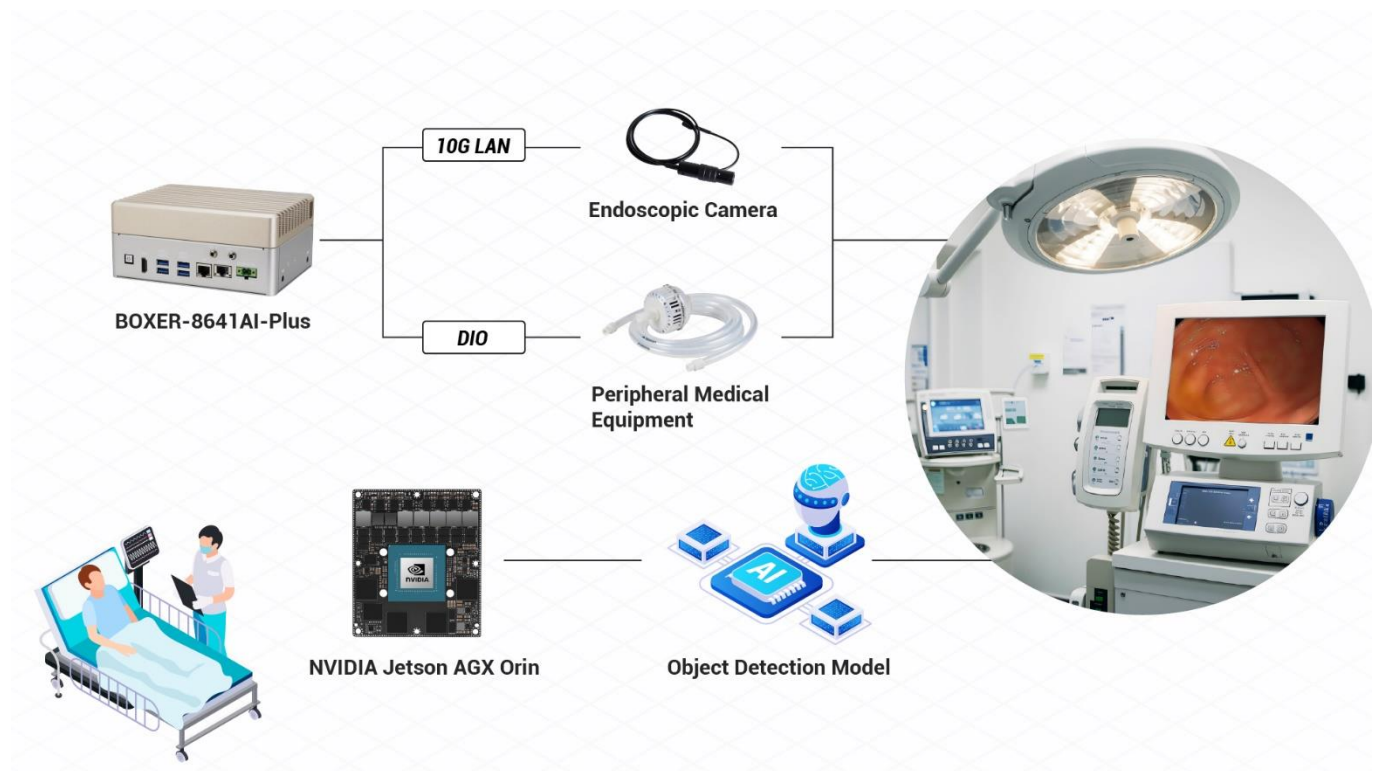 10G LAN
Endoscopic Camera
BOXER-8641AI-Plus
DIO
Peripheral Medical
Equipment
NVIDIA
AI
NVIDIA Jetson AGX Orin
Object Detection Model